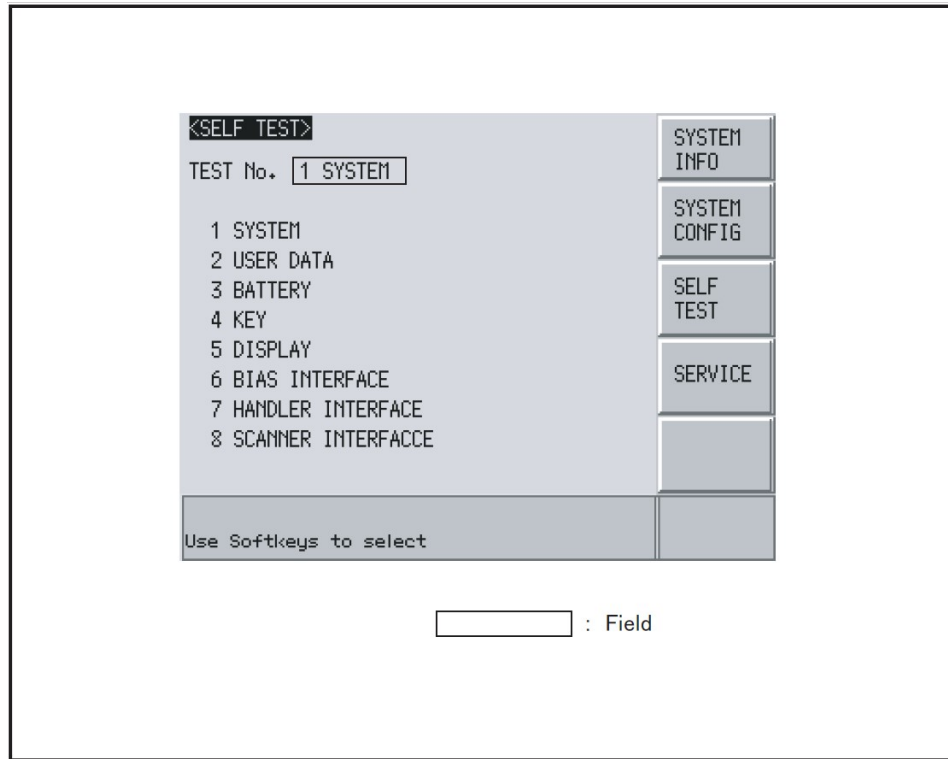 <SELF TEST>
TEST No. 1 SYSTEM
1 SYSTEM
2 USER DATA
3 BATTERY
4 KEY
5 DISPLAY
6 BIAS INTERFACE
7 HANDLER INTERFACE
8 SCANNER INTERFACCE
Use Softkeys to select
SYSTEM
INFO
SYSTEM
CONFIG
SELF
TEST
SERVICE
: Field